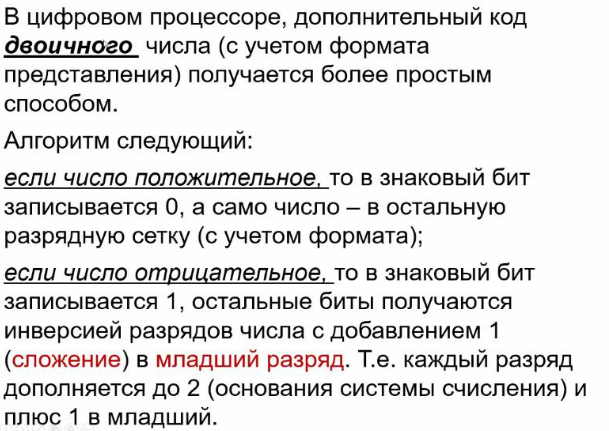 В цифровом процессоре, дополнительный код
двоичного числа (с учетом формата
представления) получается более простым
способом.
Алгоритм следующий:
если число положительное, то в знаковый бит
записывается 0, а само число – в остальную
разрядную сетку (с учетом формата);
если число отрицательное, то в знаковый бит
записывается 1, остальные биты получаются
инверсией разрядов числа с добавлением 1
(сложение) в младший разряд. Т.е. каждый разряд
дополняется до 2 (основания системы счисления) и
плюс 1 в младший.